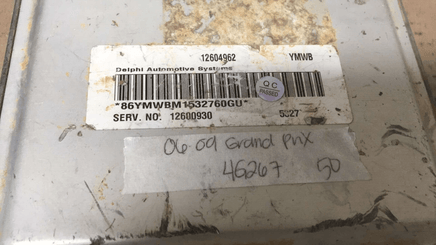 12604962 YMWB
Delphi Automotive Systems
QC
PASSED
*86YMWBM1532760GU*
SERV. NO. 12600930 5327
06-09 Grand Prix
46267 50